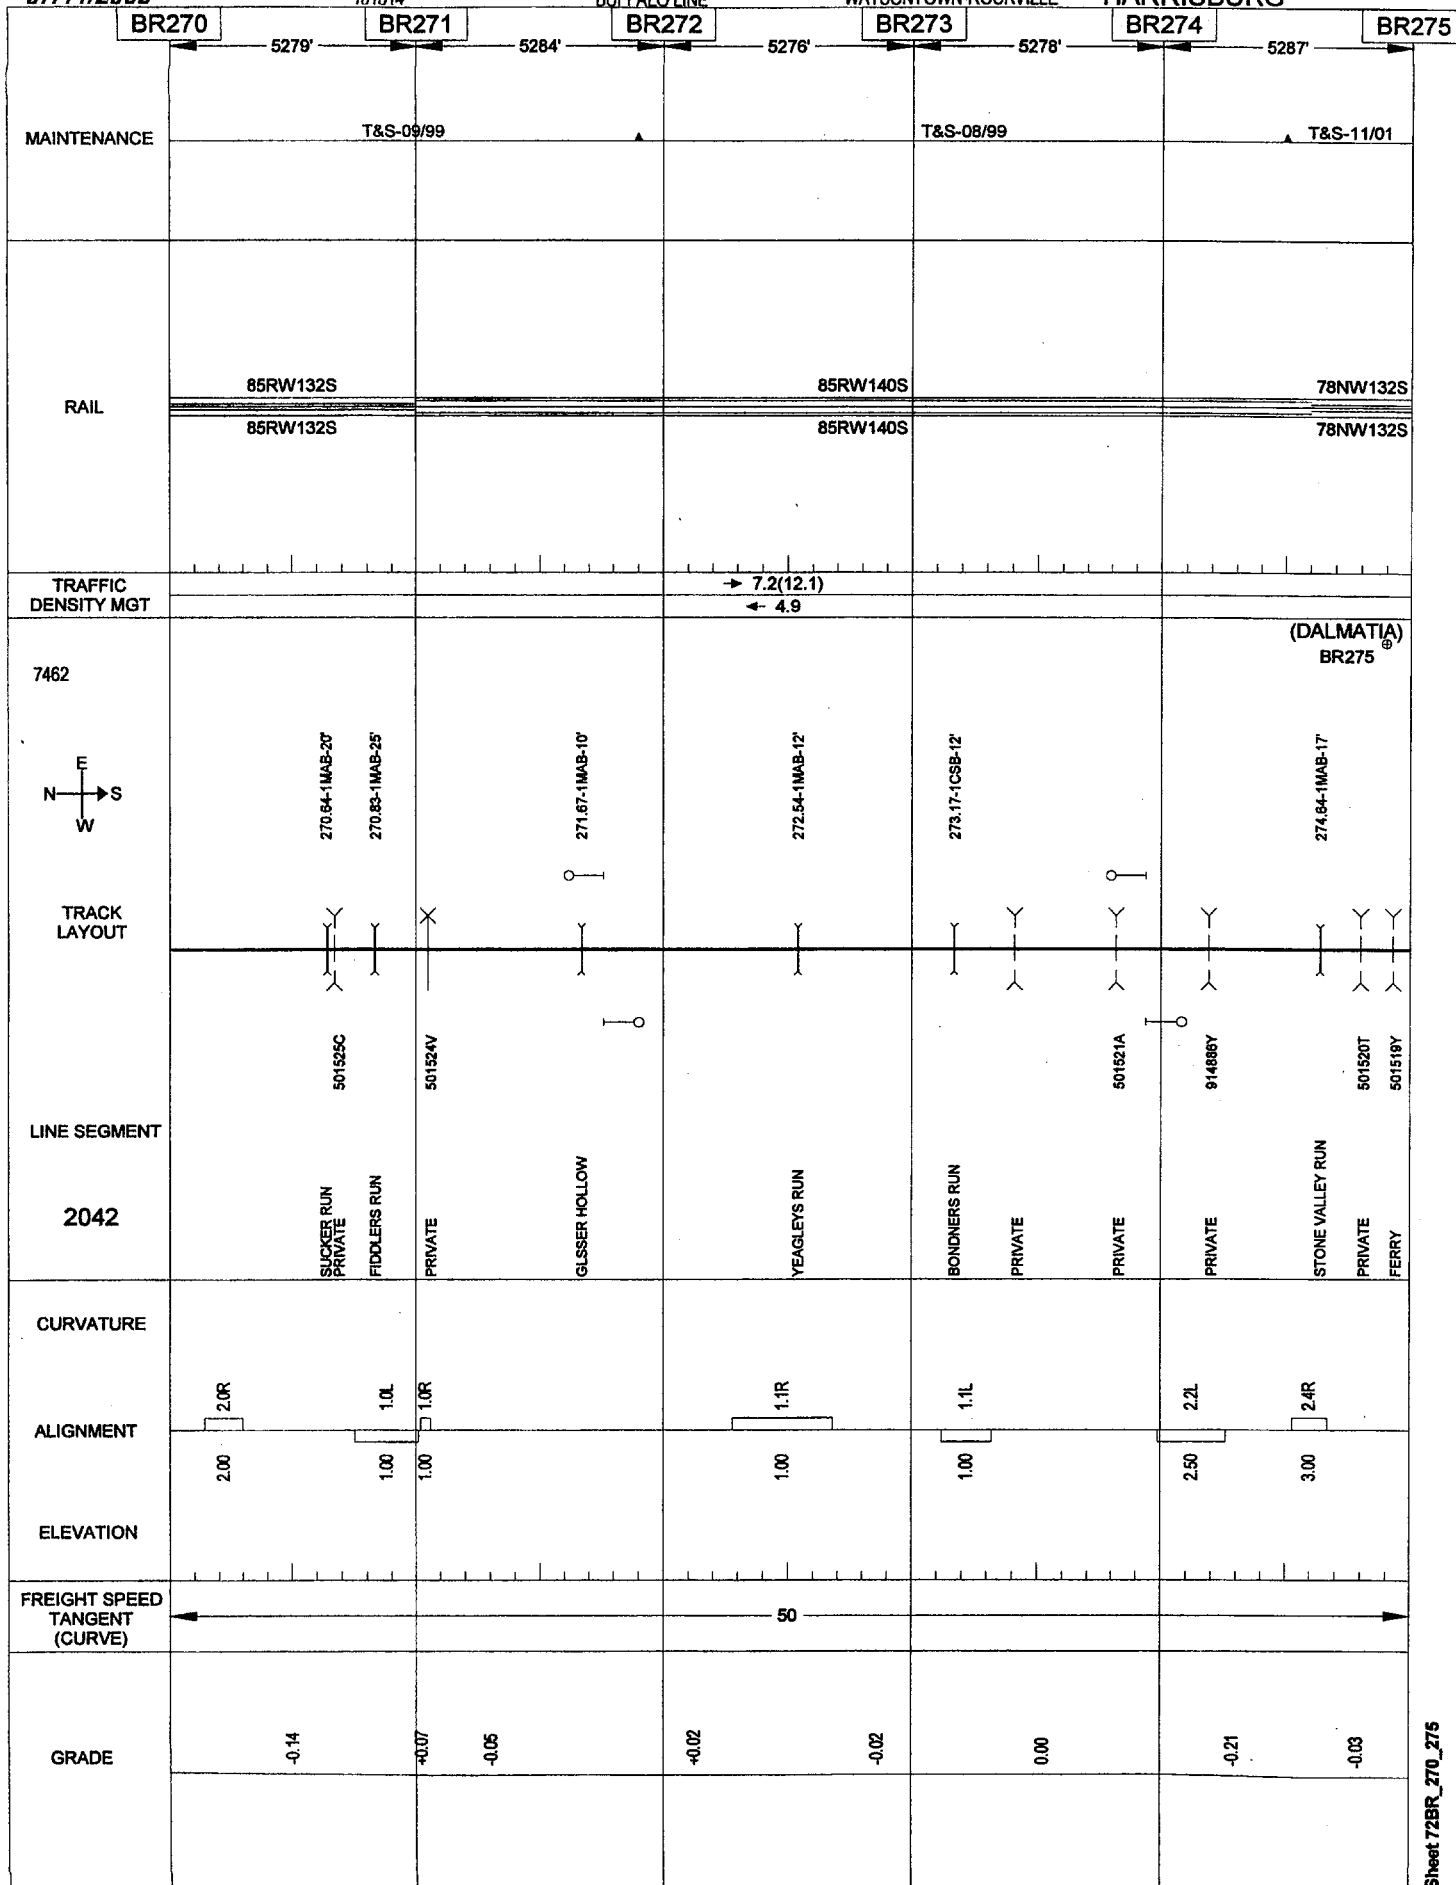 HARRISBURG
BR270 BR271 BR272 BR273 BR274 BR275
5279' 5284' 5276' 5278' 5287'
MAINTENANCE
T&S-09/99 T&S-08/99 T&S-11/01
RAIL
85RW132S 85RW140S 78NW132S
85RW132S 85RW140S 78NW132S
TRAFFIC
DENSITY MGT
7.2(12.1)
4.9
(DALMATIA)
BR275
7462
E
N S
W
270.64-1MAB-20'
270.83-1MAB-25'
271.67-1MAB-10'
272.54-1MAB-12'
273.17-1CSB-12'
274.64-1MAB-17'
TRACK
LAYOUT
501525C
501524V
501521A
914886Y
501520T
501519Y
LINE SEGMENT
2042
SUCKER RUN
PRIVATE
FIDDLERS RUN
PRIVATE
GLSSER HOLLOW
YEAGLEYS RUN
BONDNERS RUN
PRIVATE
PRIVATE
PRIVATE
STONE VALLEY RUN
PRIVATE
FERRY
CURVATURE
2.0R 1.0L 1.0R 1.1R 1.1L 2.2L 2.4R
ALIGNMENT
2.00 1.00 1.00 1.00 1.00 2.50 3.00
ELEVATION
FREIGHT SPEED
TANGENT
(CURVE)
50
GRADE
-0.14 +0.07 -0.05 +0.02 -0.02 0.00 -0.21 -0.03
Sheet 72BR_270_275